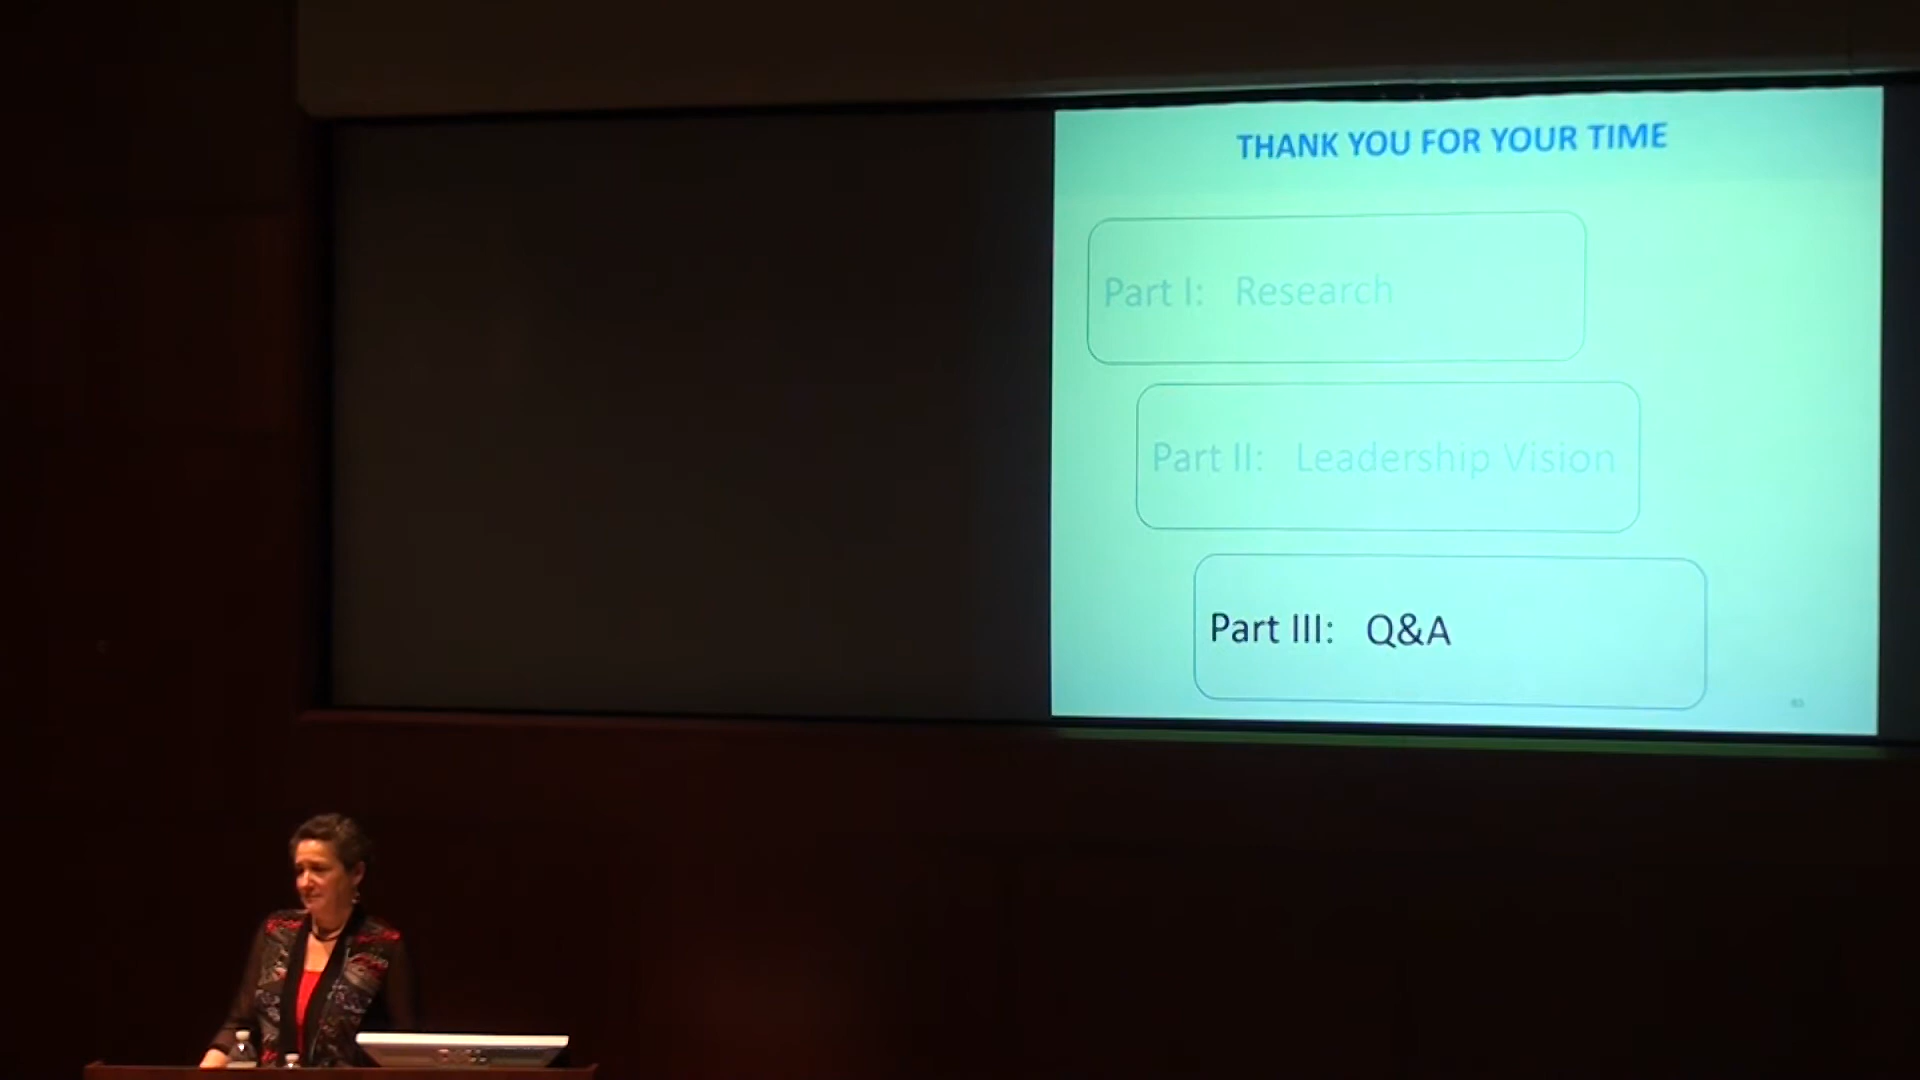 THANK YOU FOR YOUR TIME
Part I: Research
Part II: Leadership Vision
Part III: Q&A